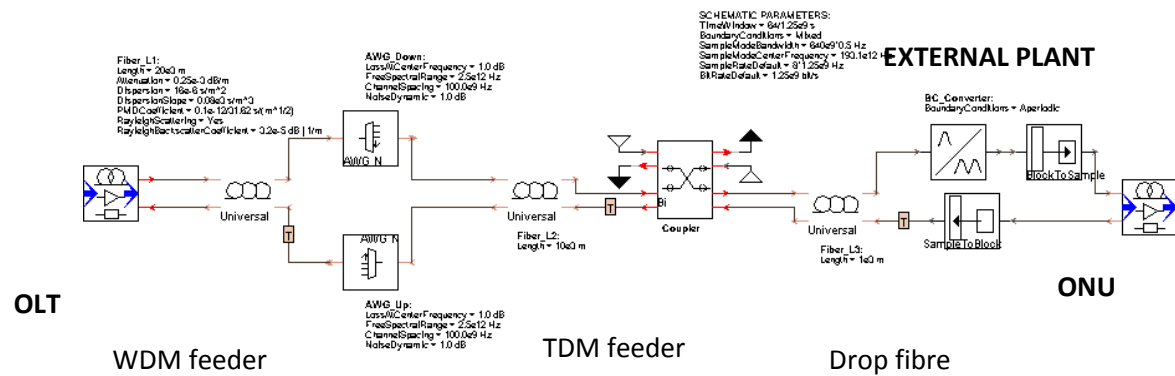 SCHEMATIC PARAMETERS:
TimeWindow = 64/1.25e9 s
BoundaryConditions = Mixed
SampleModeBandwidth = 640e9*0.5 Hz
SampleModeCenterFrequency = 193.1e12 Hz
SampleRateDefault = 8*1.25e9 Hz
BitRateDefault = 1.25e9 bit/s
EXTERNAL PLANT
Fiber_L1:
Length = 20e3 m
Attenuation = 0.25e-3 dB/m
Dispersion = 16e-6 s/m^2
DispersionSlope = 0.08e3 s/m^3
PMDCoefficient = 0.1e-12/31.62 s/(m^1/2)
RayleighScattering = Yes
RayleighBackscatterCoefficient = 3.2e-5 dB | 1/m
AWG_Down:
LossAtCenterFrequency = 1.0 dB
FreeSpectralRange = 2.5e12 Hz
ChannelSpacing = 100.0e9 Hz
NoiseDynamic = 1.0 dB
BC_Converter:
BoundaryConditions = Aperiodic
AWG N
BlockToSample
Universal
T
Universal
T
Bi
Coupler
Universal
T
SampleToBlock
AWG N
Fiber_L2:
Length = 10e3 m
Fiber_L3:
Length = 1e3 m
AWG_Up:
LossAtCenterFrequency = 1.0 dB
FreeSpectralRange = 2.5e12 Hz
ChannelSpacing = 100.0e9 Hz
NoiseDynamic = 1.0 dB
OLT
ONU
WDM feeder
TDM feeder
Drop fibre